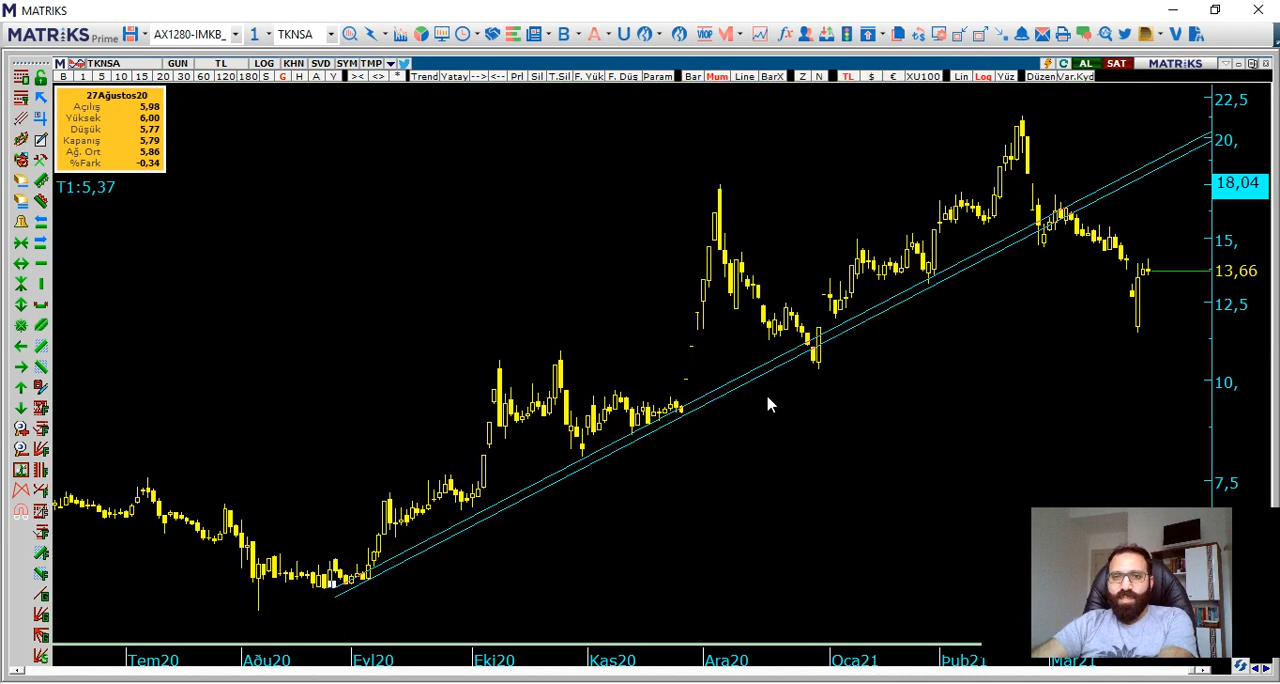 MATRIKS
MATRIKS Prime AX1280-IMKB_ 1 TKNSA
TKNSA GUN TL LOG KHN SVD SYM TMP AL SAT MATRIKS
B 1 5 10 15 20 30 60 120 180 S G H A Y >< <> * Trend Yatay --> <-- Prl Sil T.Sil F. Yük F. Düş Param Bar Mum Line BarX Z N TL $ € XU100 Lin Log Yüz Düzen Var.Kyd
27Ağustos20
Açılış 5,98
Yüksek 6,00
Düşük 5,77
Kapanış 5,79
Ağ. Ort 5,86
%Fark -0,34
T1:5,37
22,5
20,
18,04
15,
13,66
12,5
10,
7,5
Tem20 Aðu20 Eyl20 Eki20 Kas20 Ara20 Oca21 Þub21 Mar21